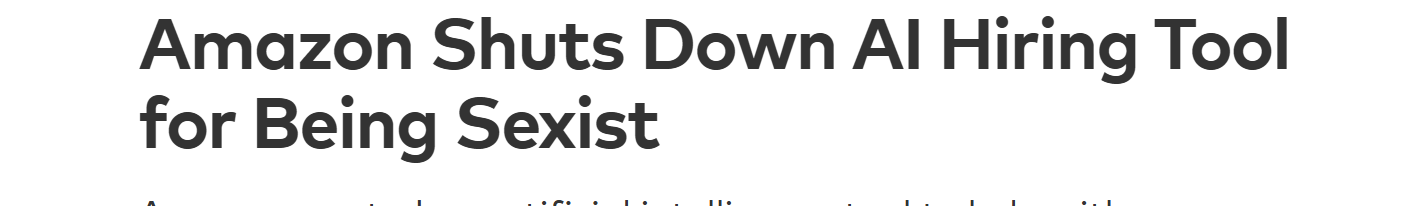 Amazon Shuts Down AI Hiring Tool
for Being Sexist